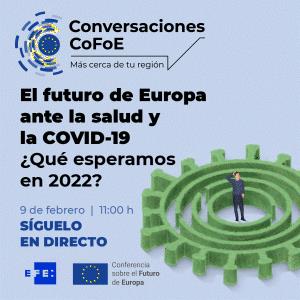 Conversaciones
CoFoE
Más cerca de tu región
El futuro de Europa
ante la salud y
la COVID-19
¿Qué esperamos
en 2022?
9 de febrero | 11:00 h
SÍGUELO
EN DIRECTO
EFE:
Conferencia
sobre el Futuro
de Europa